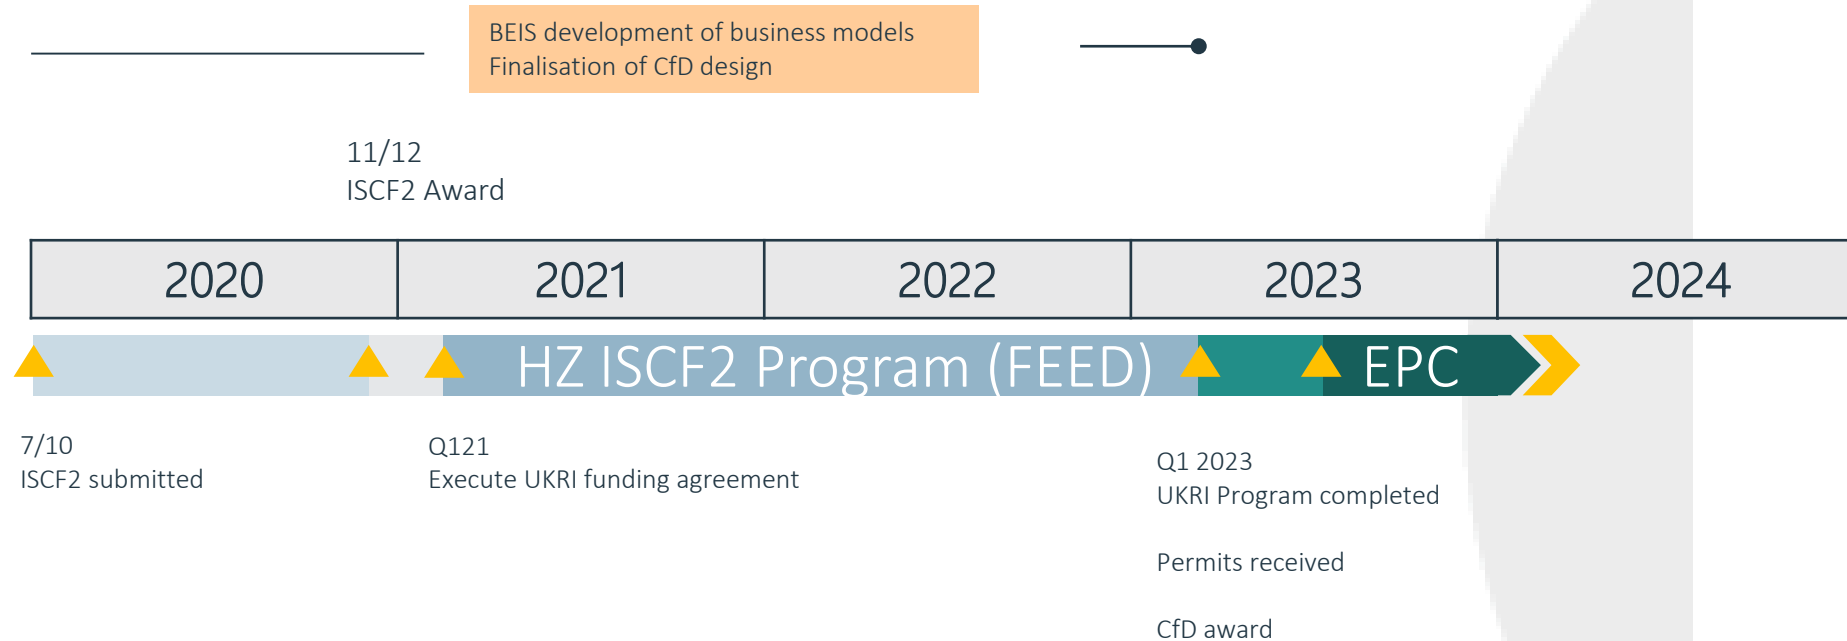 BEIS development of business models
Finalisation of CfD design
11/12
ISCF2 Award
2020
2021
2022
2023
2024
HZ ISCF2 Program (FEED)
EPC
7/10
ISCF2 submitted
Q121
Execute UKRI funding agreement
Q1 2023
UKRI Program completed
Permits received
CfD award